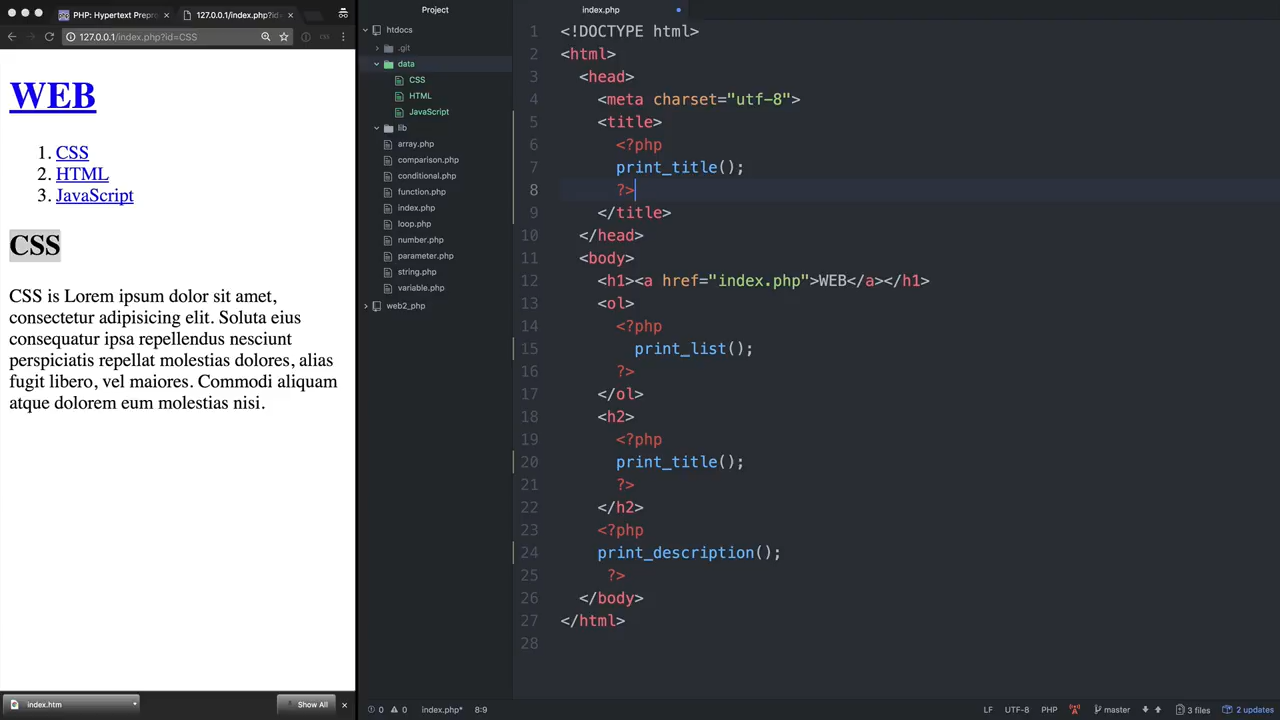 PHP: Hypertext Prepro
127.0.0.1/index.php?id=
127.0.0.1/index.php?id=CSS
WEB
1. CSS
2. HTML
3. JavaScript
CSS
CSS is Lorem ipsum dolor sit amet,
consectetur adipisicing elit. Soluta eius
consequatur ipsa repellendus nesciunt
perspiciatis repellat molestias dolores, alias
fugit libero, vel maiores. Commodi aliquam
atque dolorem eum molestias nisi.
index.htm
Show All
Project
htdocs
.git
data
CSS
HTML
JavaScript
lib
array.php
comparison.php
conditional.php
function.php
index.php
loop.php
number.php
parameter.php
string.php
variable.php
web2_php
index.php
1 <!DOCTYPE html>
2 <html>
3 <head>
4 <meta charset="utf-8">
5 <title>
6 <?php
7 print_title();
8 ?>
9 </title>
10 </head>
11 <body>
12 <h1><a href="index.php">WEB</a></h1>
13 <ol>
14 <?php
15 print_list();
16 ?>
17 </ol>
18 <h2>
19 <?php
20 print_title();
21 ?>
22 </h2>
23 <?php
24 print_description();
25 ?>
26 </body>
27 </html>
28
0 0 index.php* 8:9
LF UTF-8 PHP master 3 files 2 updates